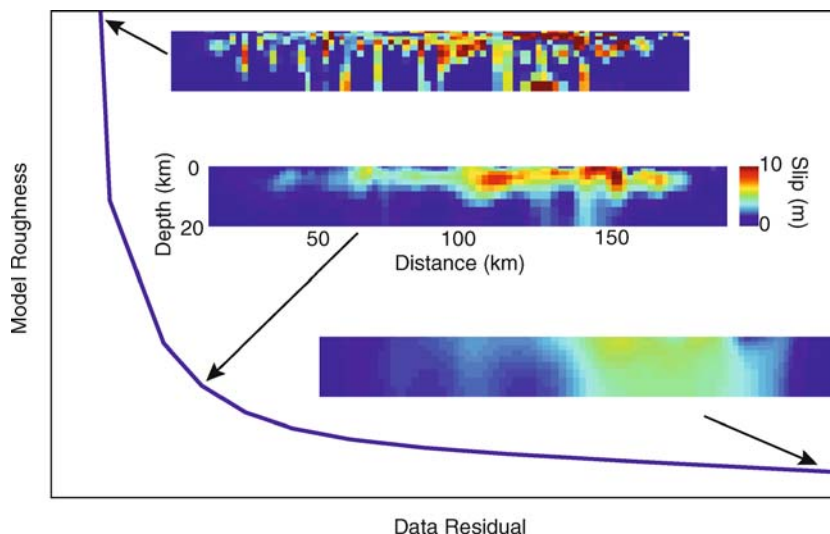 Model Roughness
Depth (km)
0
20
50
100
150
Distance (km)
10
0
Slip (m)
Data Residual